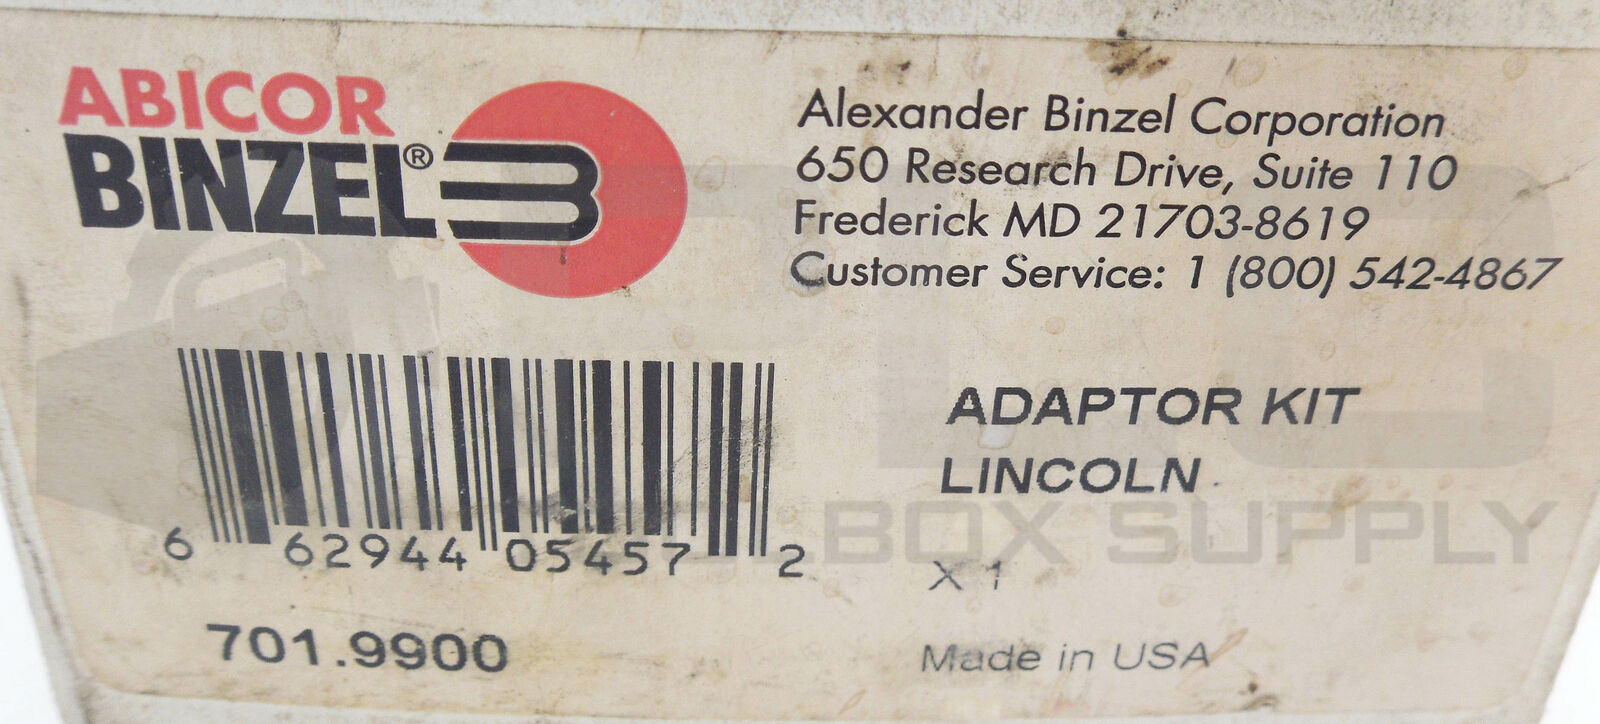 ABICOR
BINZEL®
Alexander Binzel Corporation
650 Research Drive, Suite 110
Frederick MD 21703-8619
Customer Service: 1 (800) 542-4867
6 62944 05457 2
701.9900
ADAPTOR KIT
LINCOLN
X 1
Made in USA
PLC
BOX SUPPLY